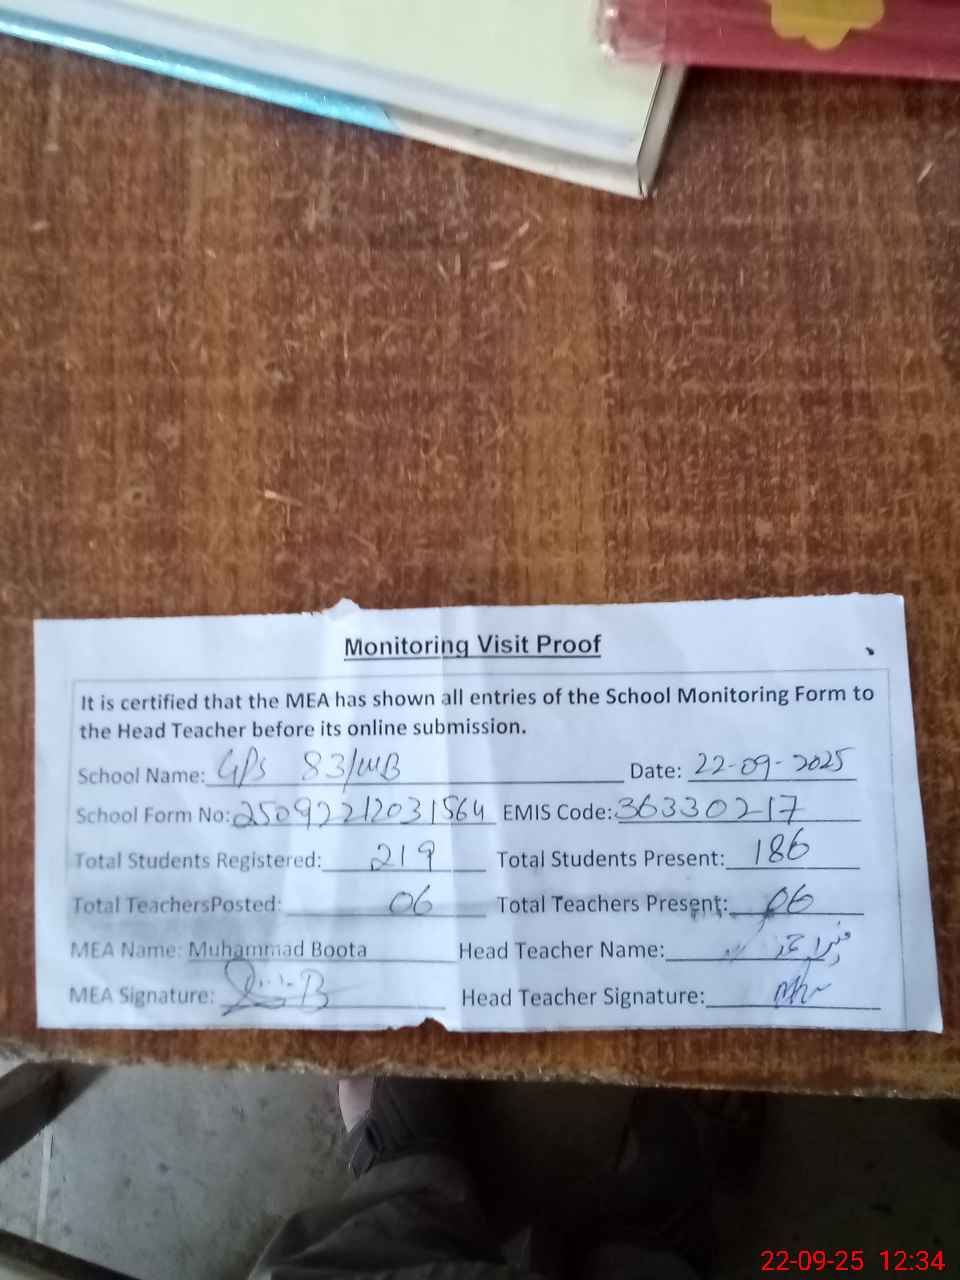 Monitoring Visit Proof
It is certified that the MEA has shown all entries of the School Monitoring Form to
the Head Teacher before its online submission.
School Name: GPS 83/MB Date: 22-09-2025
School Form No: 25092212031564 EMIS Code: 36330217
Total Students Registered: 219 Total Students Present: 186
Total TeachersPosted: 06 Total Teachers Present: 06
MEA Name: Muhammad Boota Head Teacher Name:
MEA Signature: Head Teacher Signature:
22-09-25 12:34